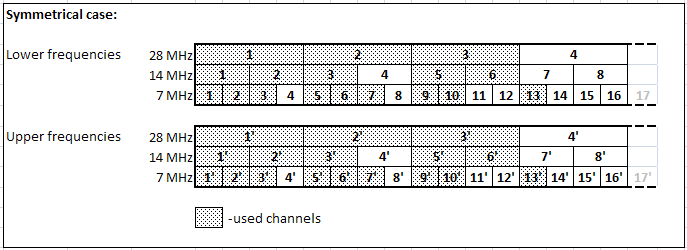 Symmetrical case:
Lower frequencies 28 MHz 1 2 3 4
14 MHz 1 2 3 4 5 6 7 8
7 MHz 1 2 3 4 5 6 7 8 9 10 11 12 13 14 15 16 17
Upper frequencies 28 MHz 1' 2' 3' 4'
14 MHz 1' 2' 3' 4' 5' 6' 7' 8'
7 MHz 1' 2' 3' 4' 5' 6' 7' 8' 9' 10' 11' 12' 13' 14' 15' 16' 17'
-used channels